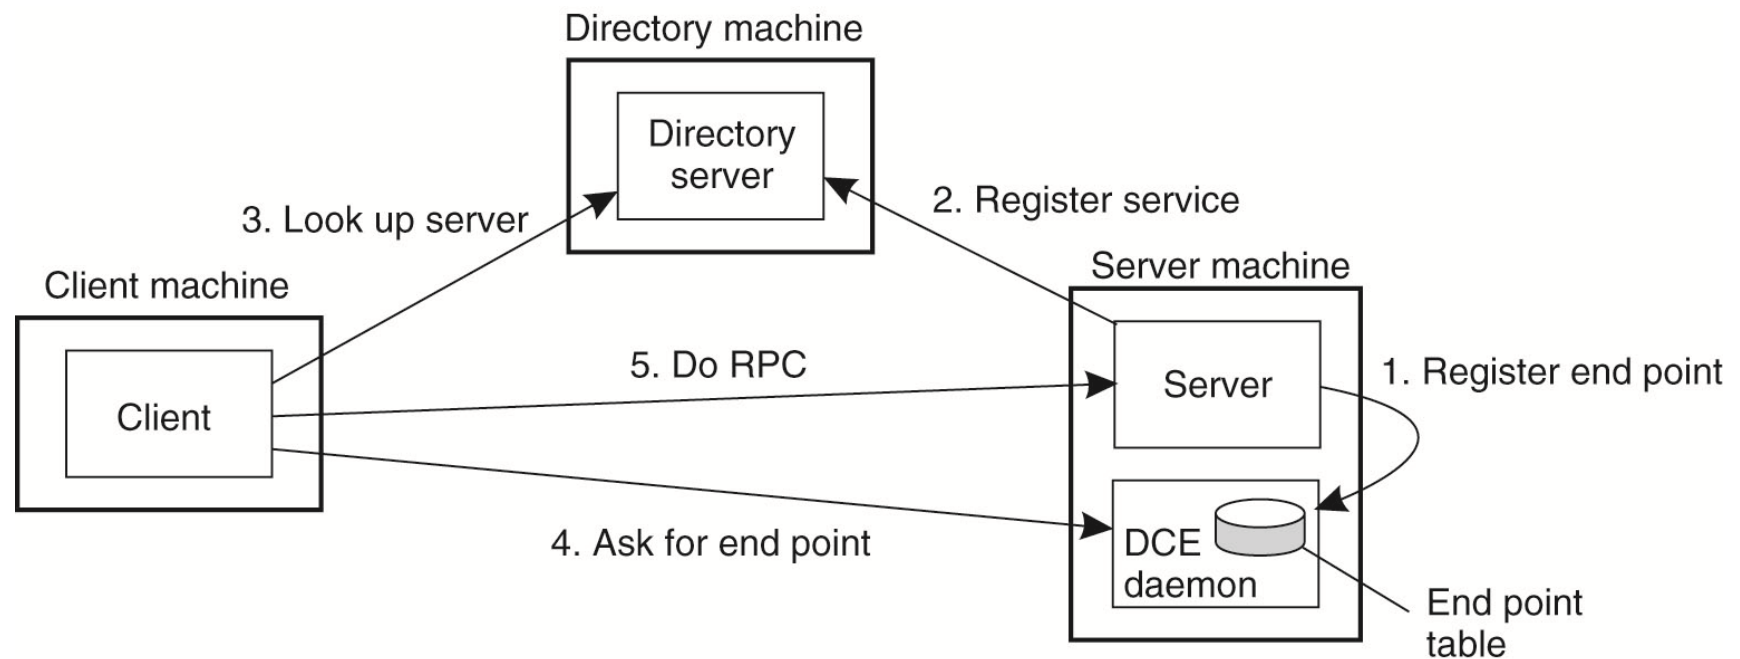 Directory machine
Directory
server
2. Register service
3. Look up server
Server machine
Client machine
5. Do RPC
1. Register end point
Server
Client
4. Ask for end point
DCE
daemon
End point
table